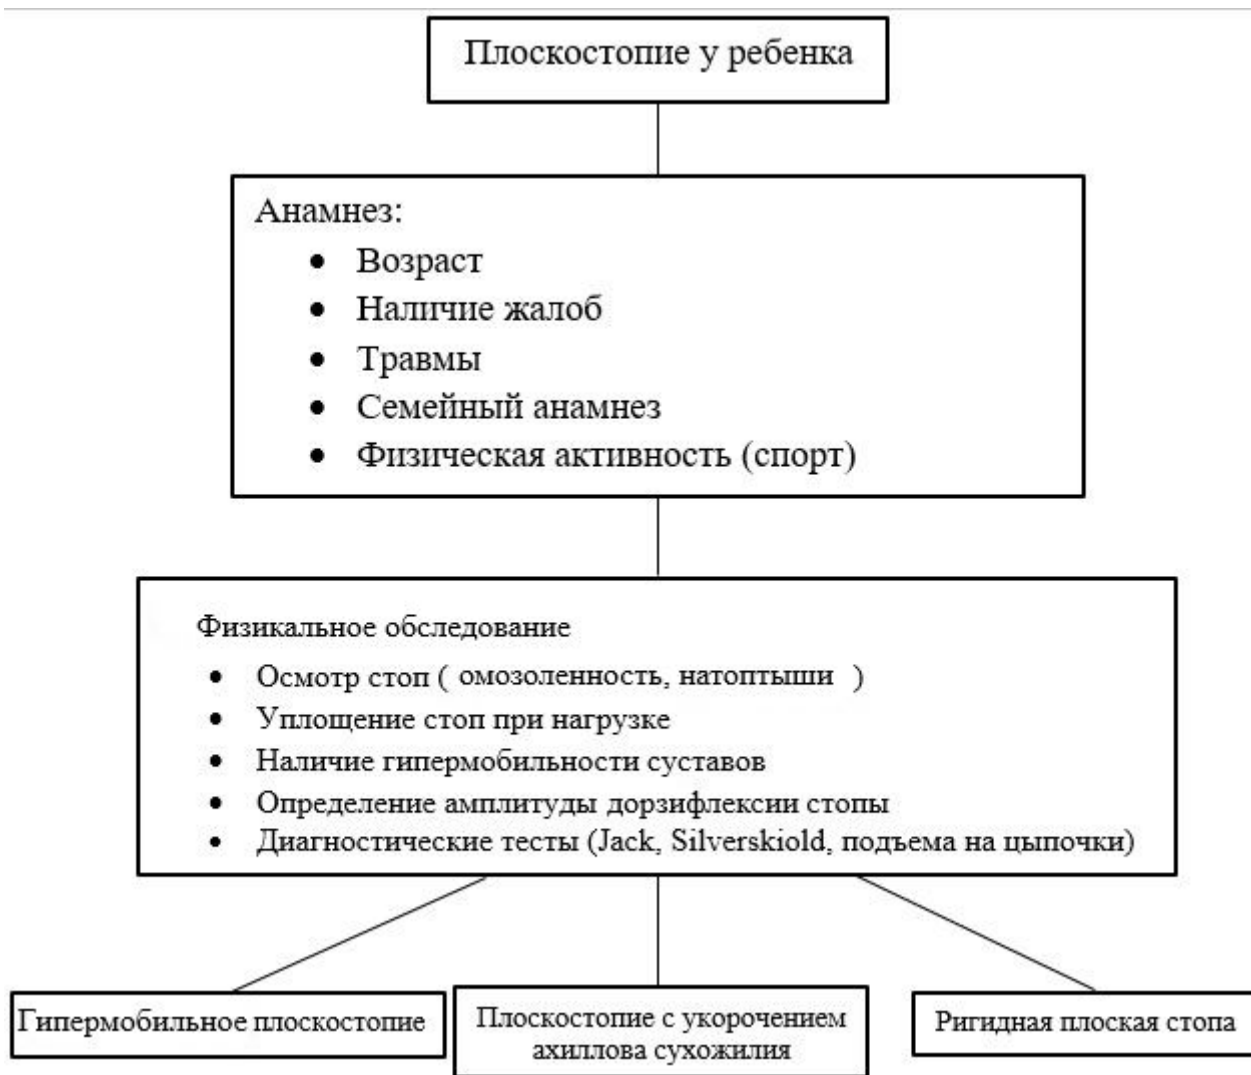 Плоскостопие у ребенка
Анамнез:
• Возраст
• Наличие жалоб
• Травмы
• Семейный анамнез
• Физическая активность (спорт)
Физикальное обследование
• Осмотр стоп ( омозоленность, натоптыши )
• Уплощение стоп при нагрузке
• Наличие гипермобильности суставов
• Определение амплитуды дорзифлексии стопы
• Диагностические тесты (Jack, Silverskiold, подъема на цыпочки)
Гипермобильное плоскостопие
Плоскостопие с укорочением
ахиллова сухожилия
Ригидная плоская стопа